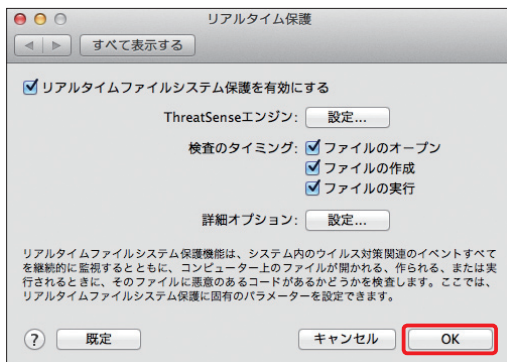 リアルタイム保護
すべて表示する
リアルタイムファイルシステム保護を有効にする
ThreatSenseエンジン: 設定...
検査のタイミング: ファイルのオープン
ファイルの作成
ファイルの実行
詳細オプション: 設定...
リアルタイムファイルシステム保護機能は、システム内のウイルス対策関連のイベントすべて
を継続的に監視するとともに、コンピューター上のファイルが開かれる、作られる、または実
行されるときに、そのファイルに悪意のあるコードがあるかどうかを検査します。ここでは、
リアルタイムファイルシステム保護に固有のパラメーターを設定できます。
? 既定 キャンセル OK